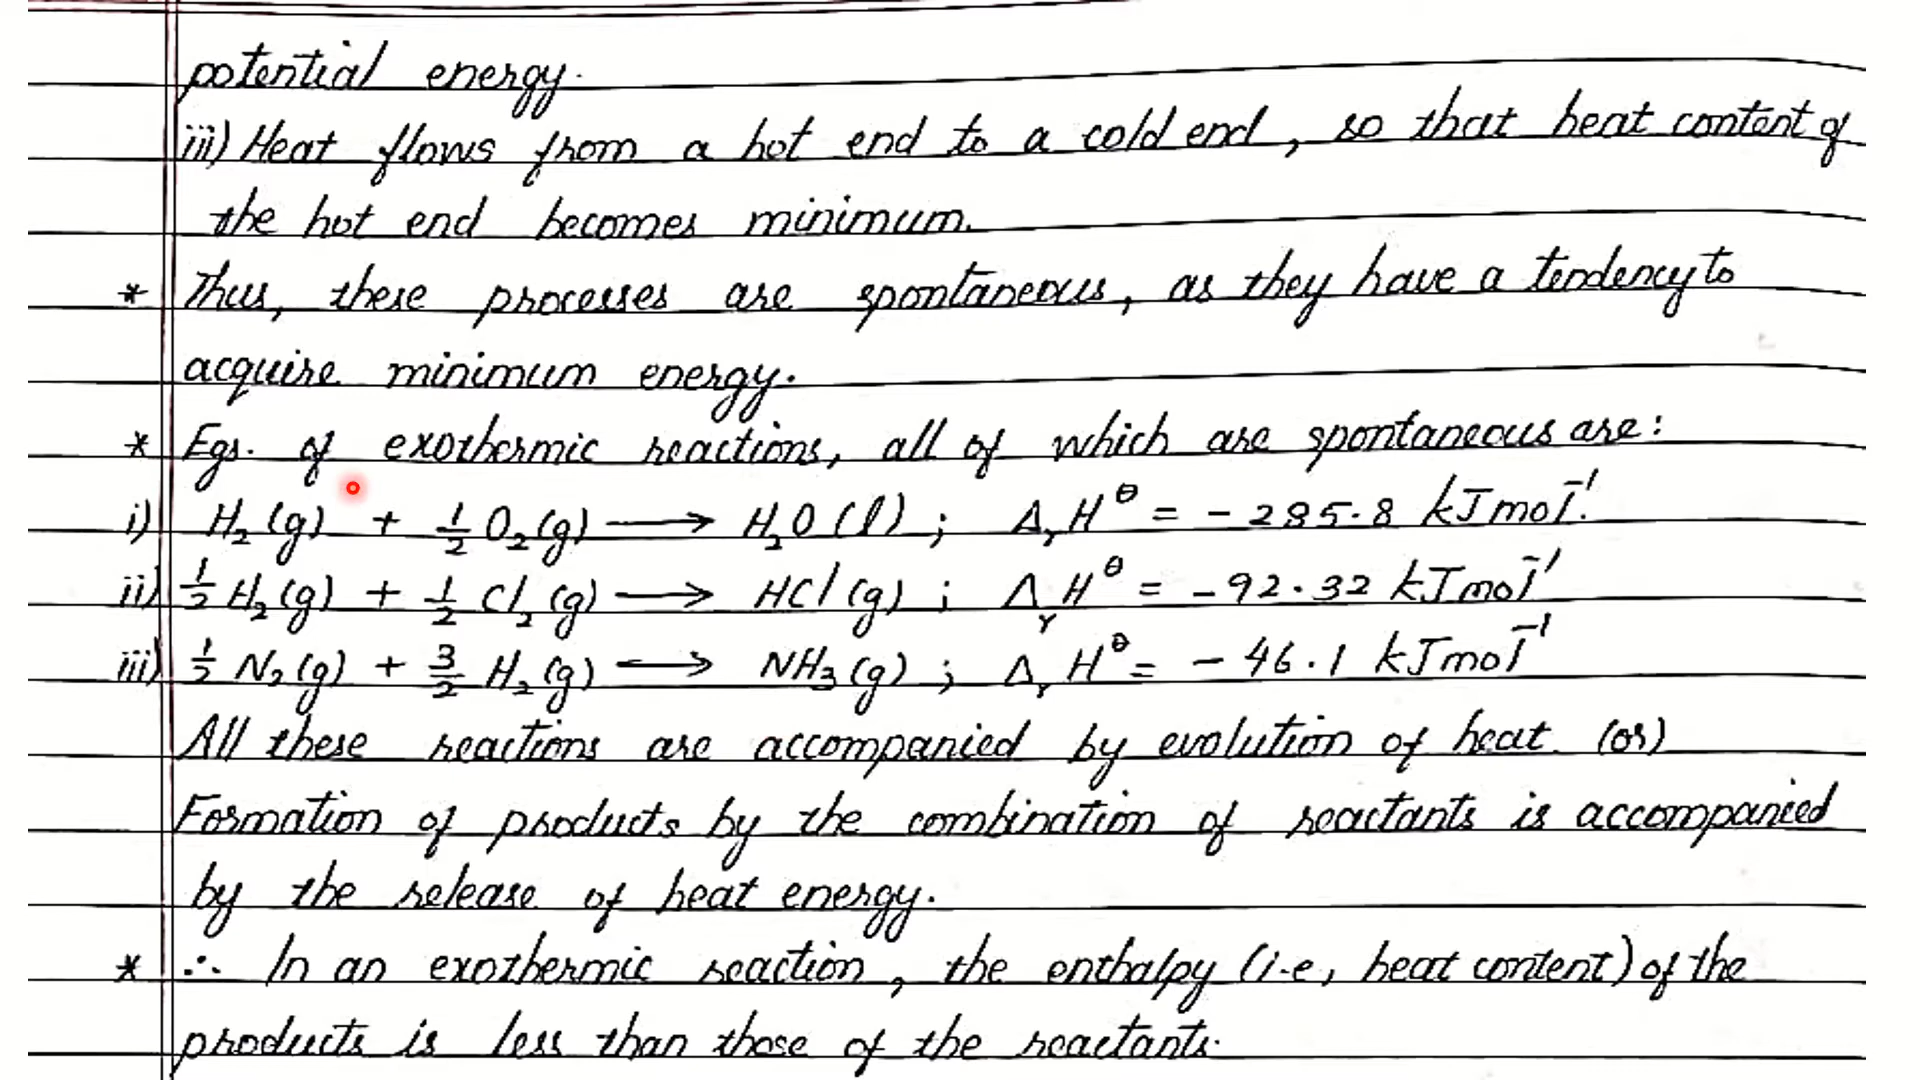 potential energy.
iii) Heat flows from a hot end to a cold end, so that heat content of
the hot end becomes minimum.
* Thus, these processes are spontaneous, as they have a tendency to
acquire minimum energy.
* Egs. of exothermic reactions, all of which are spontaneous are:
i) H₂(g) + ½ O₂(g) ⟶ H₂O(l) ; ΔᵣH^θ = - 285.8 kJmol⁻¹.
ii) ½ H₂(g) + ½ Cl₂(g) ⟶ HCl(g) ; ΔᵣH^θ = -92.32 kJmol⁻¹
iii) ½ N₂(g) + 3/2 H₂(g) ⟶ NH₃(g) ; ΔᵣH^θ = - 46.1 kJmol⁻¹
All these reactions are accompanied by evolution of heat. (or)
Formation of products by the combination of reactants is accompanied
by the release of heat energy.
* ∴ In an exothermic reaction, the enthalpy (i.e, heat content) of the
products is less than those of the reactants.